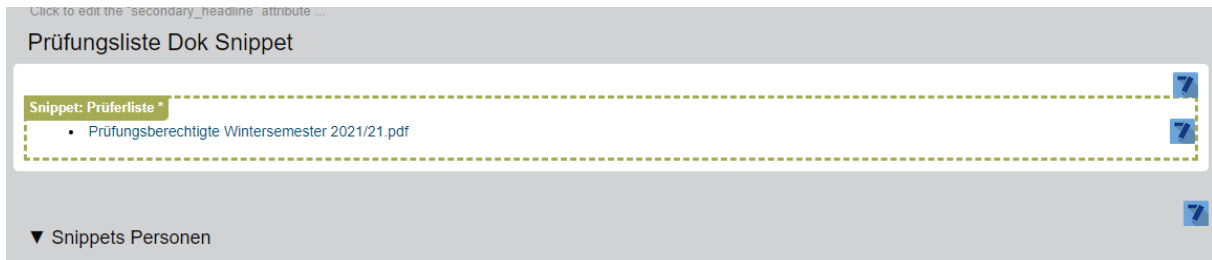 Click to edit the "secondary_headline" attribute ...
Prüfungsliste Dok Snippet
Snippet: Prüferliste *
• Prüfungsberechtigte Wintersemester 2021/21.pdf
▼ Snippets Personen